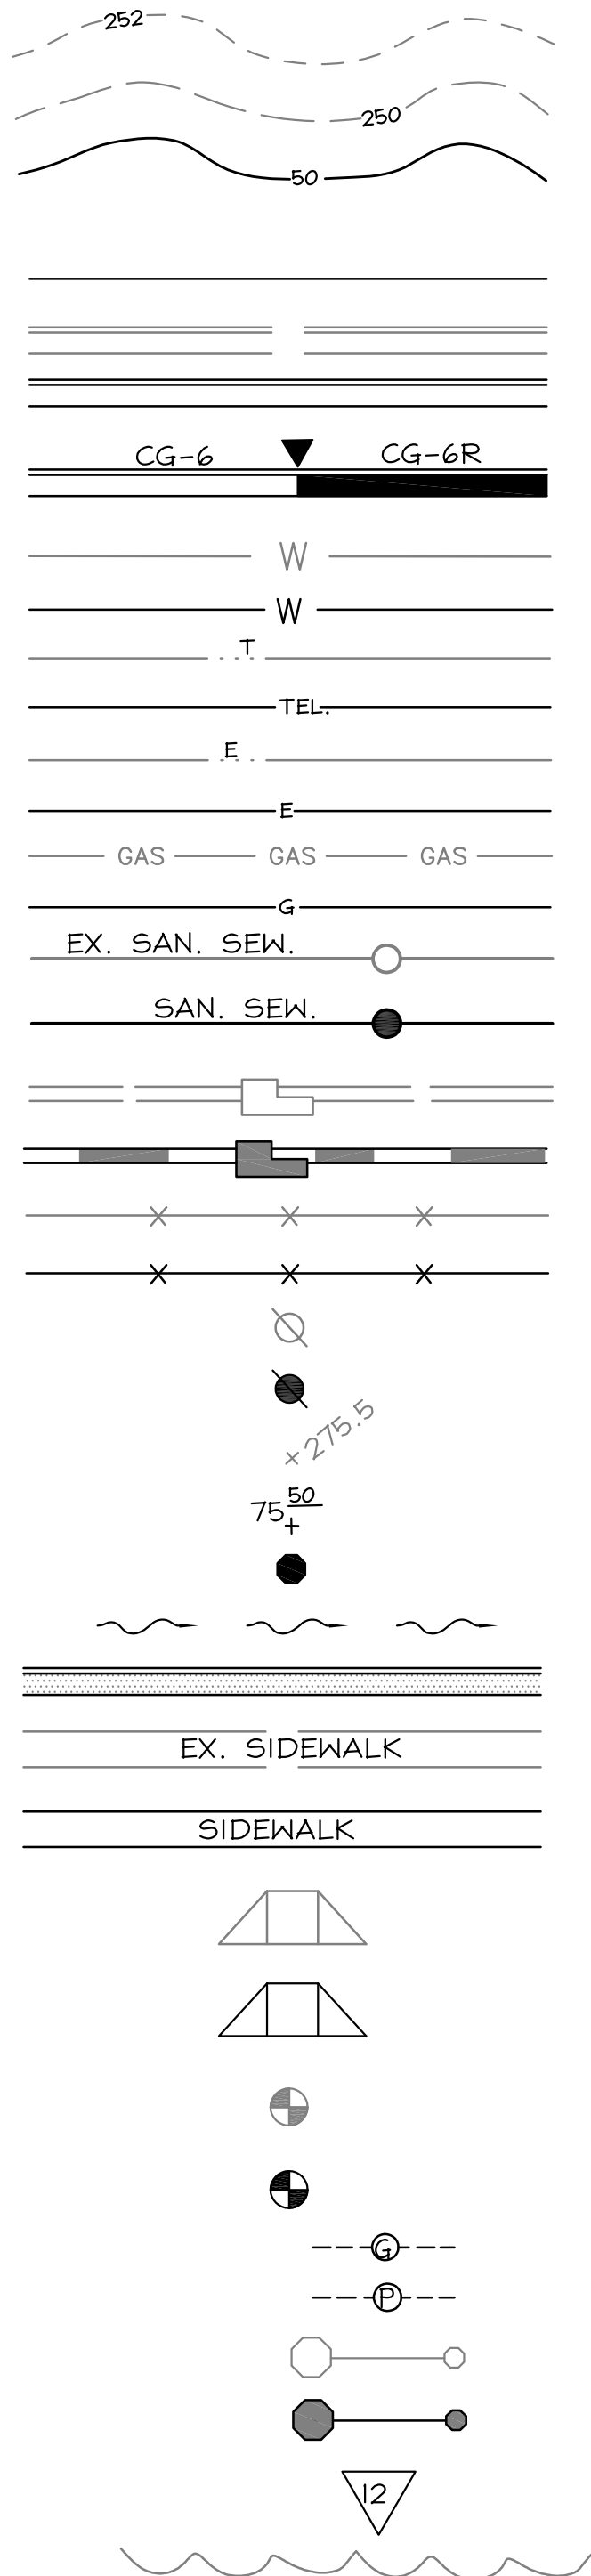 252
250
50
CG-6 CG-6R
W
W
T
TEL.
E
E
GAS GAS GAS
G
EX. SAN. SEW.
SAN. SEW.
+275.5
75 50
+
EX. SIDEWALK
SIDEWALK
G
P
12